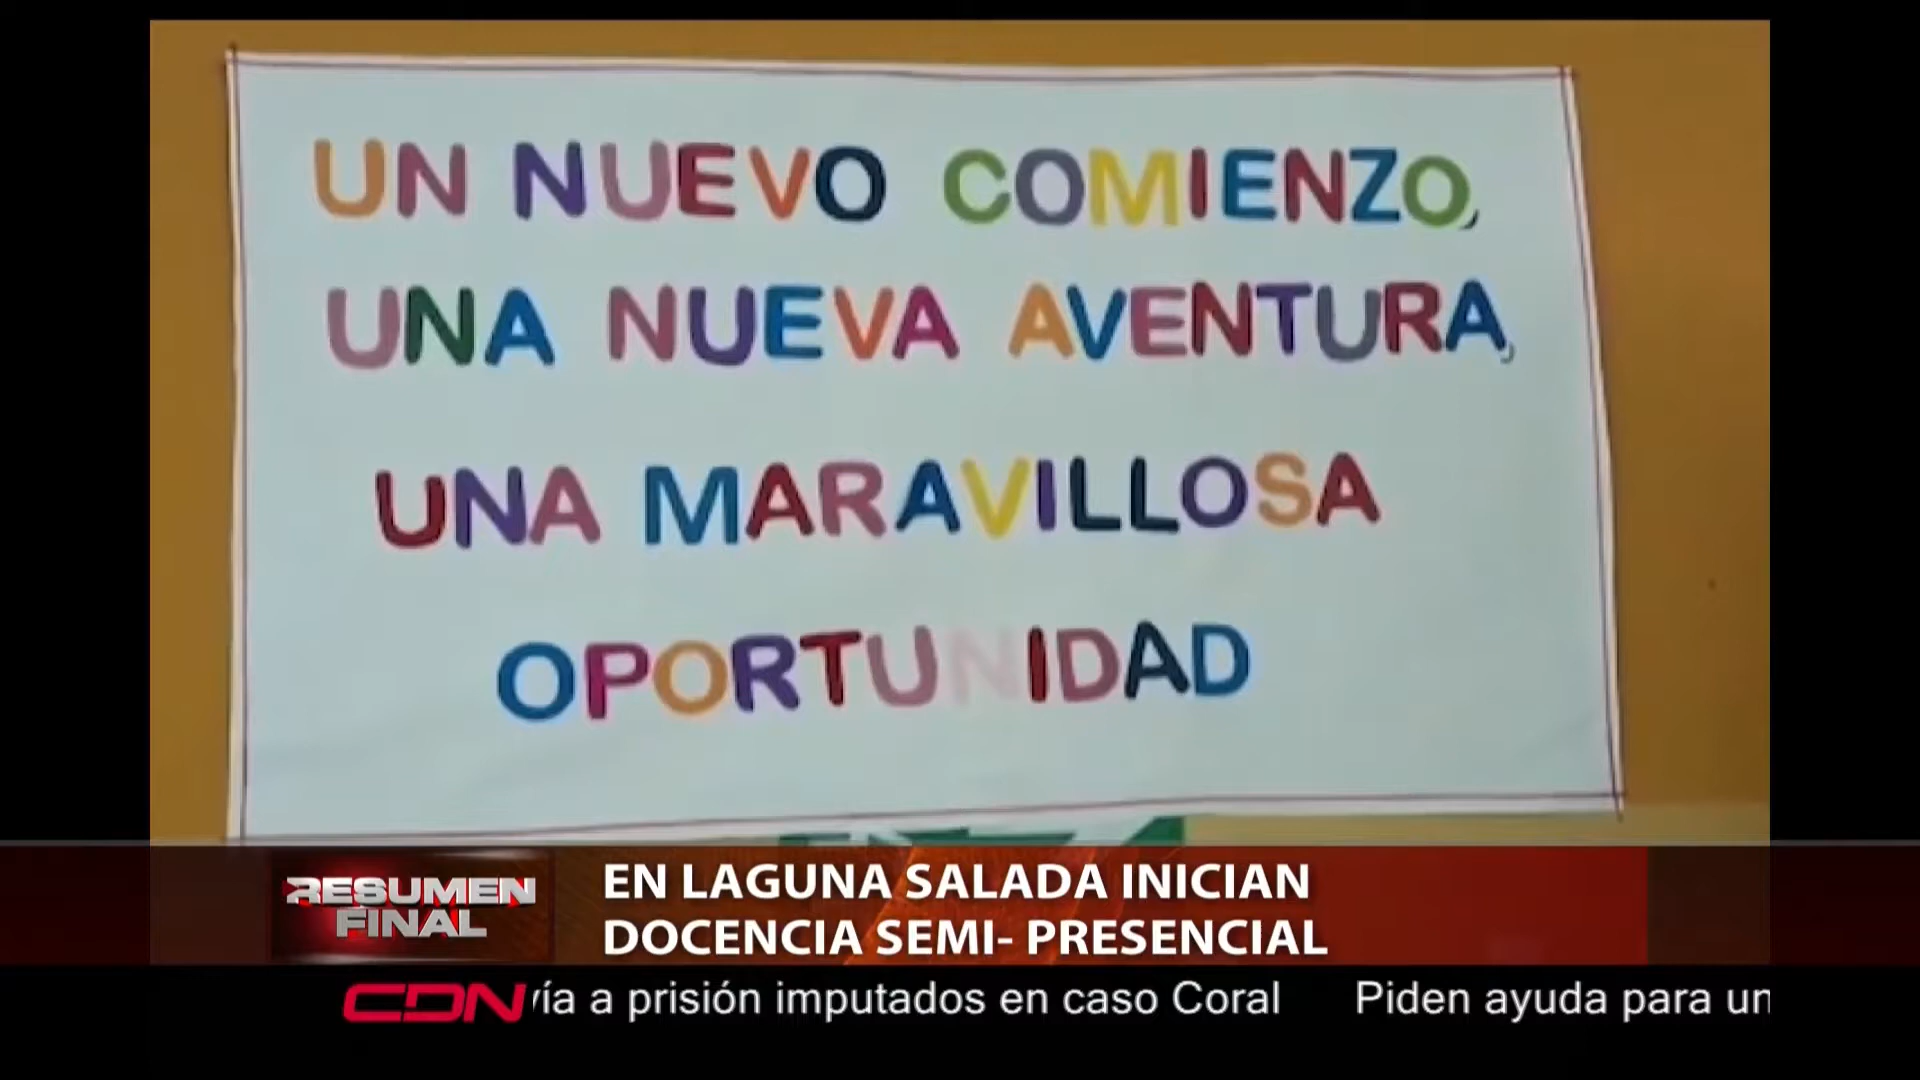 UN NUEVO COMIENZO,
UNA NUEVA AVENTURA,
UNA MARAVILLOSA
OPORTUNIDAD
RESUMEN
FINAL
EN LAGUNA SALADA INICIAN
DOCENCIA SEMI- PRESENCIAL
CDN
a prisión imputados en caso Coral Piden ayuda para un